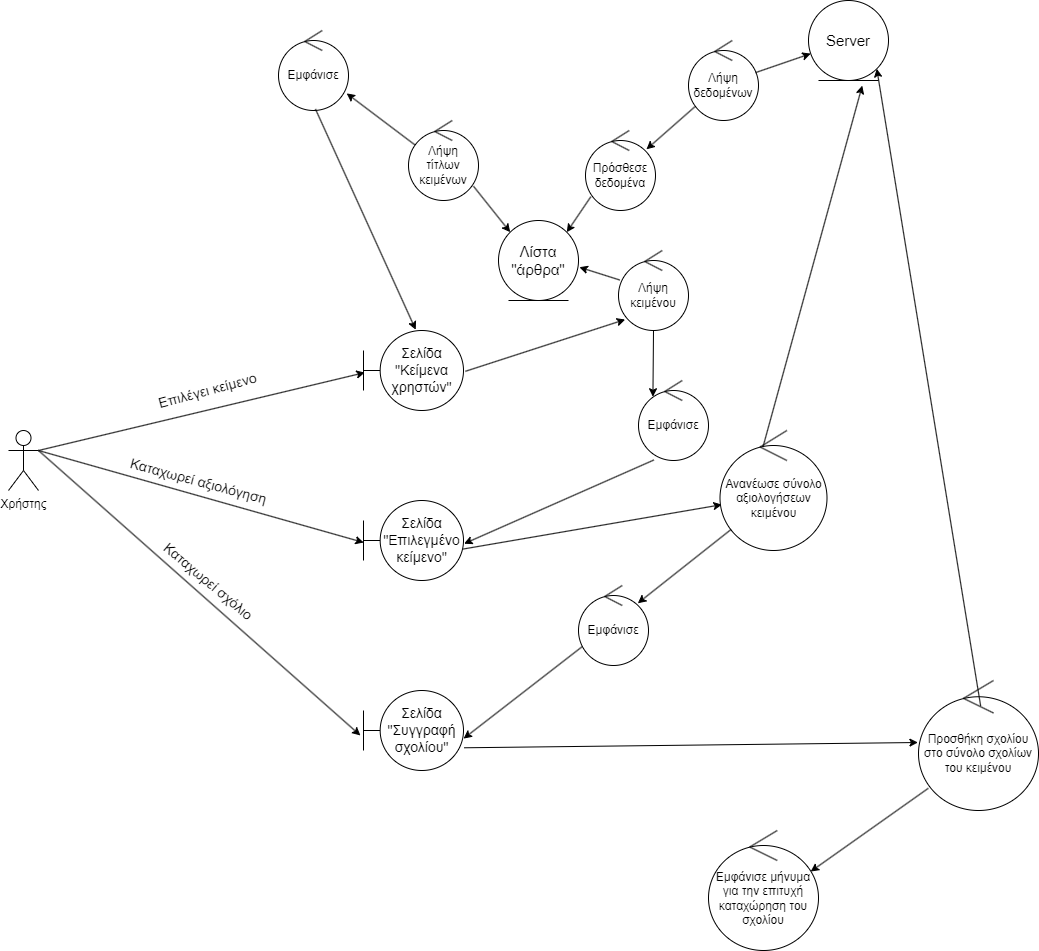 Server
Εμφάνισε
Λήψη
δεδομένων
Λήψη
τίτλων
κειμένων
Πρόσθεσε
δεδομένα
Λίστα
"άρθρα"
Λήψη
κειμένου
Σελίδα
"Κείμενα
χρηστών"
Επιλέγει κείμενο
Εμφάνισε
Χρήστης
Καταχωρεί αξιολόγηση
Ανανέωσε σύνολο
αξιολογήσεων
κειμένου
Σελίδα
"Επιλεγμένο
κείμενο"
Καταχωρεί σχόλιο
Εμφάνισε
Σελίδα
"Συγγραφή
σχολίου"
Προσθήκη σχολίου
στο σύνολο σχολίων
του κειμένου
Εμφάνισε μήνυμα
για την επιτυχή
καταχώρηση του
σχολίου